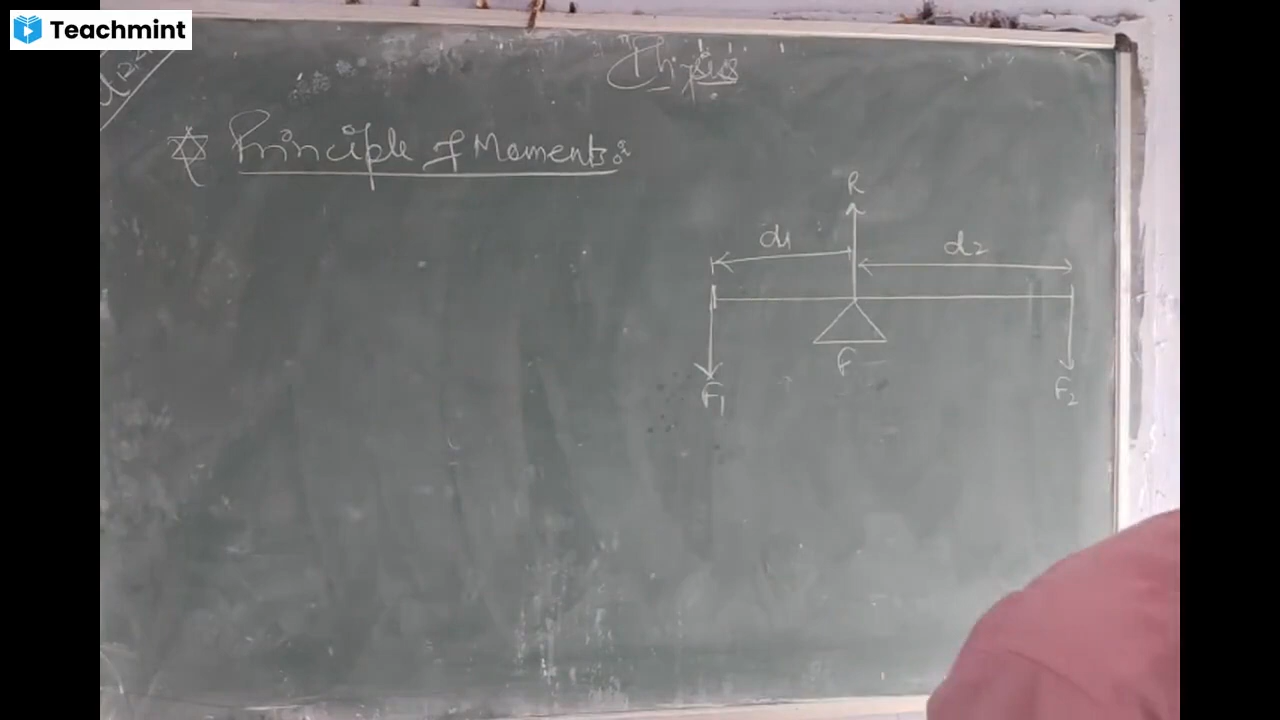 Teachmint
Physics
Principle of Moments:
R
d1
d2
F
F1
F2